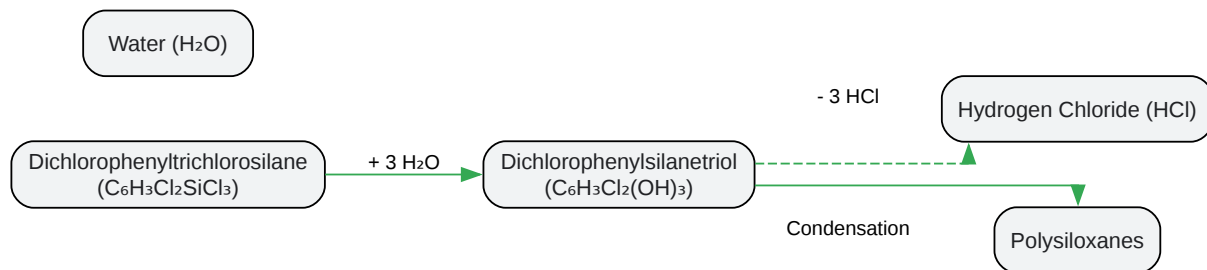 Water (H₂O)
- 3 HCl
Hydrogen Chloride (HCl)
Dichlorophenyltrichlorosilane
(C₆H₃Cl₂SiCl₃)
+ 3 H₂O
Dichlorophenylsilanetriol
(C₆H₃Cl₂(OH)₃)
Condensation
Polysiloxanes